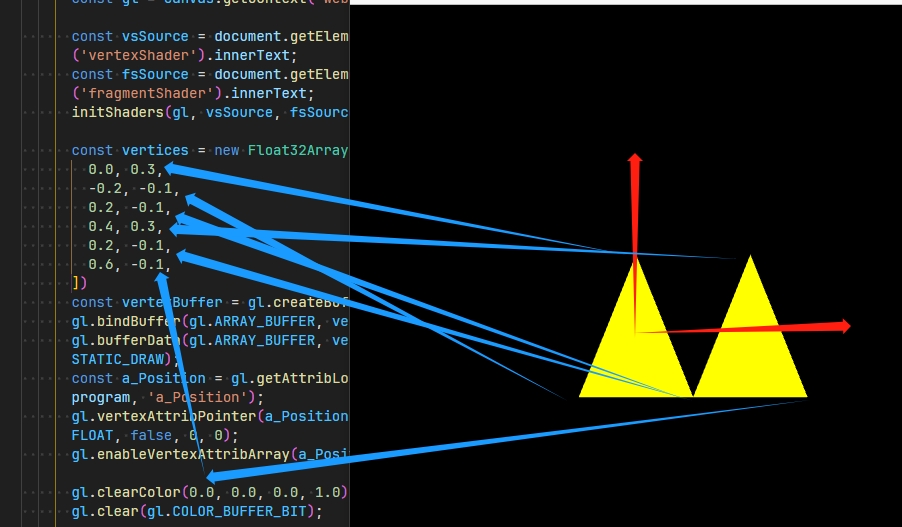 const gl = canvas.getContext('web
const vsSource = document.getElem
('vertexShader').innerText;
const fsSource = document.getElem
('fragmentShader').innerText;
initShaders(gl, vsSource, fsSourc
const vertices = new Float32Array
0.0, 0.3,
-0.2, -0.1,
0.2, -0.1,
0.4, 0.3,
0.2, -0.1,
0.6, -0.1,
])
const vertexBuffer = gl.createBuf
gl.bindBuffer(gl.ARRAY_BUFFER, ve
gl.bufferData(gl.ARRAY_BUFFER, ve
STATIC_DRAW);
const a_Position = gl.getAttribLo
program, 'a_Position');
gl.vertexAttribPointer(a_Position
FLOAT, false, 0, 0);
gl.enableVertexAttribArray(a_Posi
gl.clearColor(0.0, 0.0, 0.0, 1.0)
gl.clear(gl.COLOR_BUFFER_BIT);